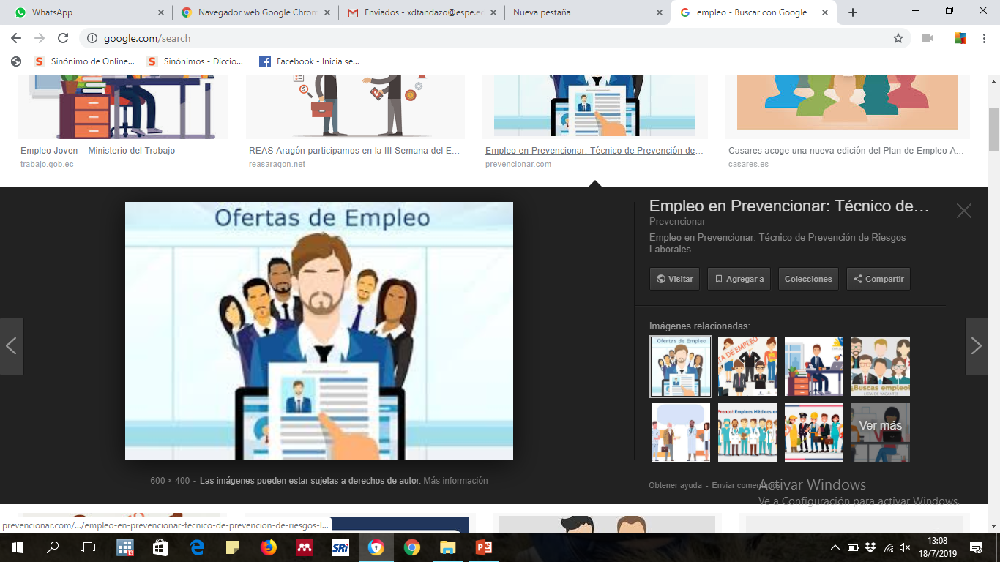 WhatsApp
Navegador web Google Chrom
Enviados - xdtandazo@espe.ec
Nueva pestaña
empleo - Buscar con Google
google.com/search
Sinónimo de Online...
Sinónimos - Diccio...
Facebook - Inicia se...
Empleo Joven – Ministerio del Trabajo
trabajo.gob.ec
REAS Aragón participamos en la III Semana del E...
reasaragon.net
Empleo en Prevencionar: Técnico de Prevención de...
prevencionar.com
Casares acoge una nueva edición del Plan de Empleo A...
casares.es
Ofertas de Empleo
600 × 400 - Las imágenes pueden estar sujetas a derechos de autor. Más información
Empleo en Prevencionar: Técnico de...
Prevencionar
Empleo en Prevencionar: Técnico de Prevención de Riesgos
Laborales
Visitar
Agregar a
Colecciones
Compartir
Imágenes relacionadas:
Ofertas de Empleo
TA DE EMPLEO
¡Buscas empleo!
LISTA DE VACANTES
Pronto! Empleos Médicos en
Ver más
Obtener ayuda - Enviar comentarios
Activar Windows
Ve a Configuración para activar Windows.
prevencionar.com/.../empleo-en-prevencionar-tecnico-de-prevencion-de-riesgos-l...
13
SRi
13:08
18/7/2019